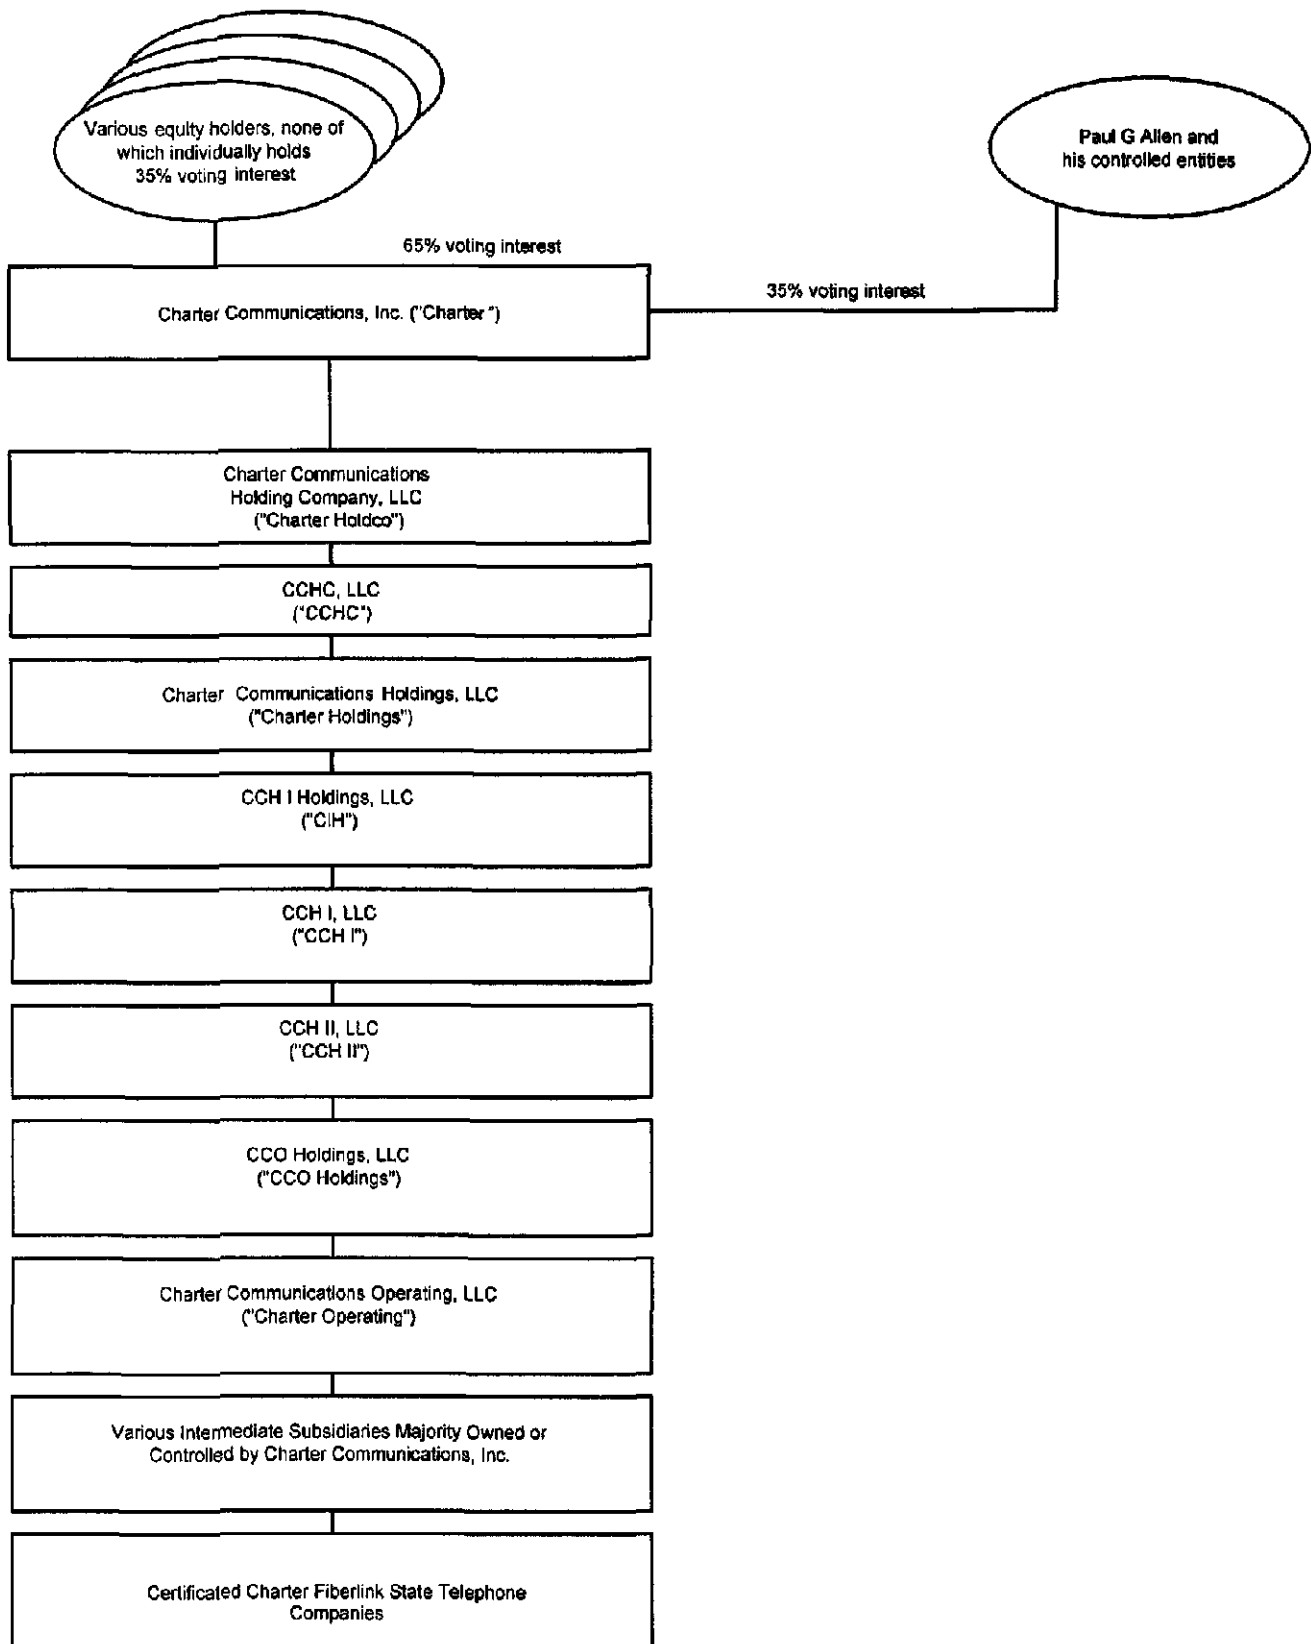 Various equity holders, none of
which individually holds
35% voting interest
Paul G Allen and
his controlled entities
65% voting interest
35% voting interest
Charter Communications, Inc. ("Charter")
Charter Communications
Holding Company, LLC
("Charter Holdco")
CCHC, LLC
("CCHC")
Charter Communications Holdings, LLC
("Charter Holdings")
CCH I Holdings, LLC
("CIH")
CCH I, LLC
("CCH I")
CCH II, LLC
("CCH II")
CCO Holdings, LLC
("CCO Holdings")
Charter Communications Operating, LLC
("Charter Operating")
Various Intermediate Subsidiaries Majority Owned or
Controlled by Charter Communications, Inc.
Certificated Charter Fiberlink State Telephone
Companies